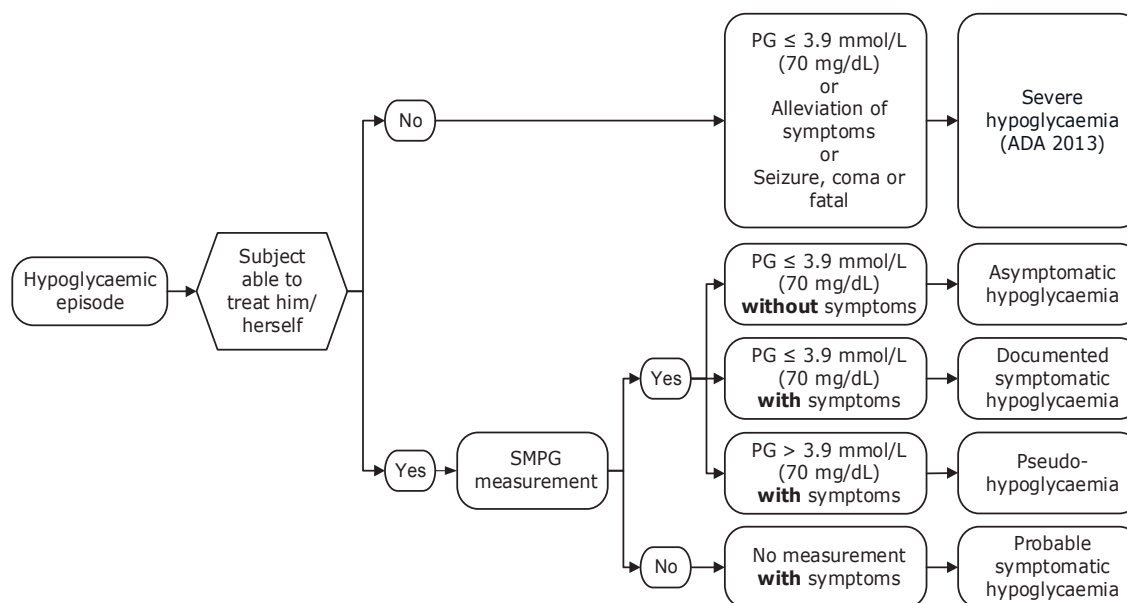 Hypoglycaemic
episode
Subject
able to
treat him/
herself
No
PG ≤ 3.9 mmol/L
(70 mg/dL)
or
Alleviation of
symptoms
or
Seizure, coma or
fatal
Severe
hypoglycaemia
(ADA 2013)
Yes
SMPG
measurement
Yes
PG ≤ 3.9 mmol/L
(70 mg/dL)
without symptoms
Asymptomatic
hypoglycaemia
PG ≤ 3.9 mmol/L
(70 mg/dL)
with symptoms
Documented
symptomatic
hypoglycaemia
PG > 3.9 mmol/L
(70 mg/dL)
with symptoms
Pseudo-
hypoglycaemia
No
No measurement
with symptoms
Probable
symptomatic
hypoglycaemia